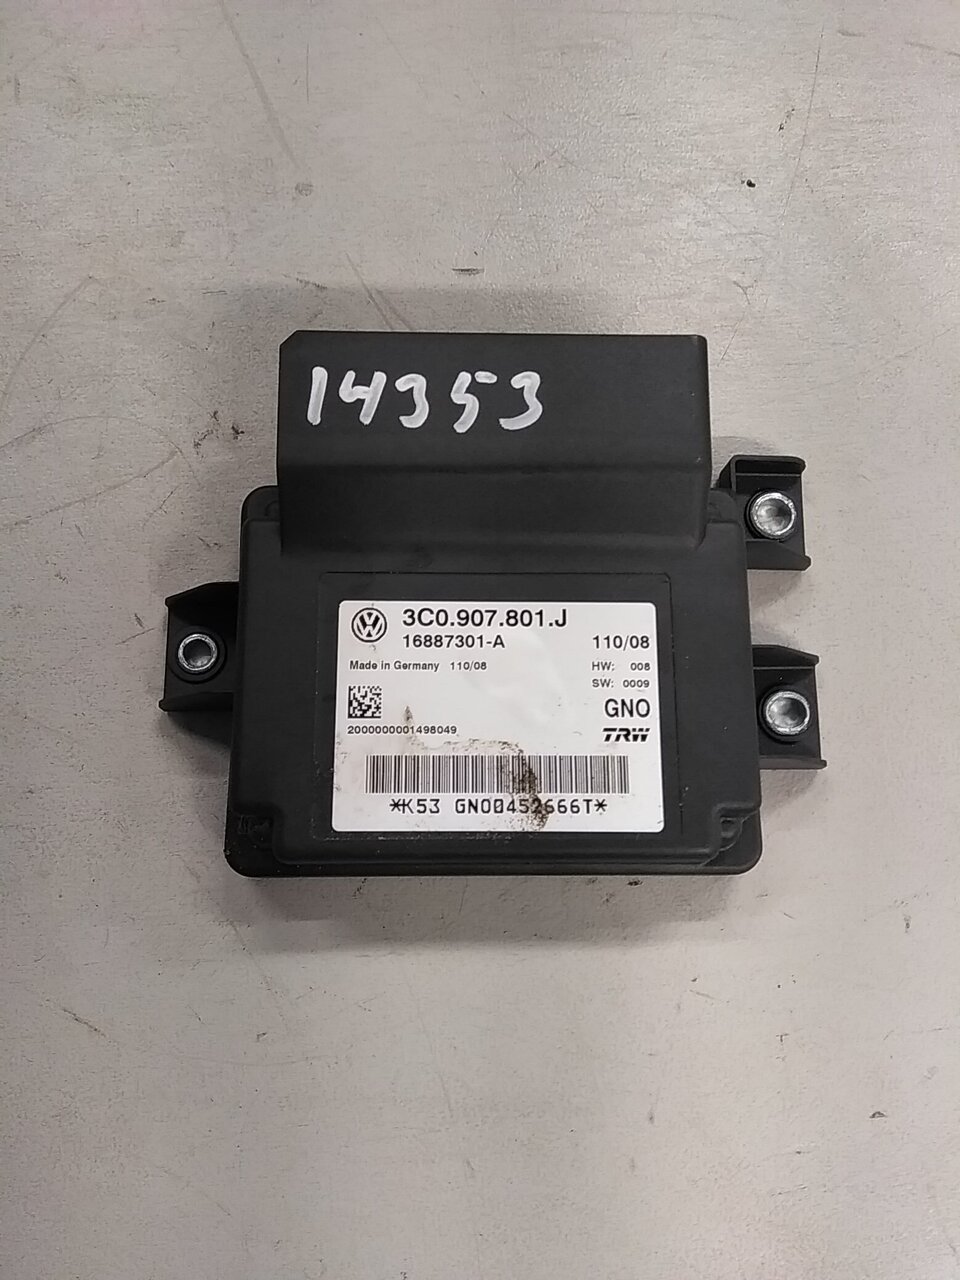 14353
3C0.907.801.J
16887301-A 110/08
Made in Germany 110/08 HW: 008
SW: 0009
GNO
2000000001498049 TRW
*K53 GN00452666T*